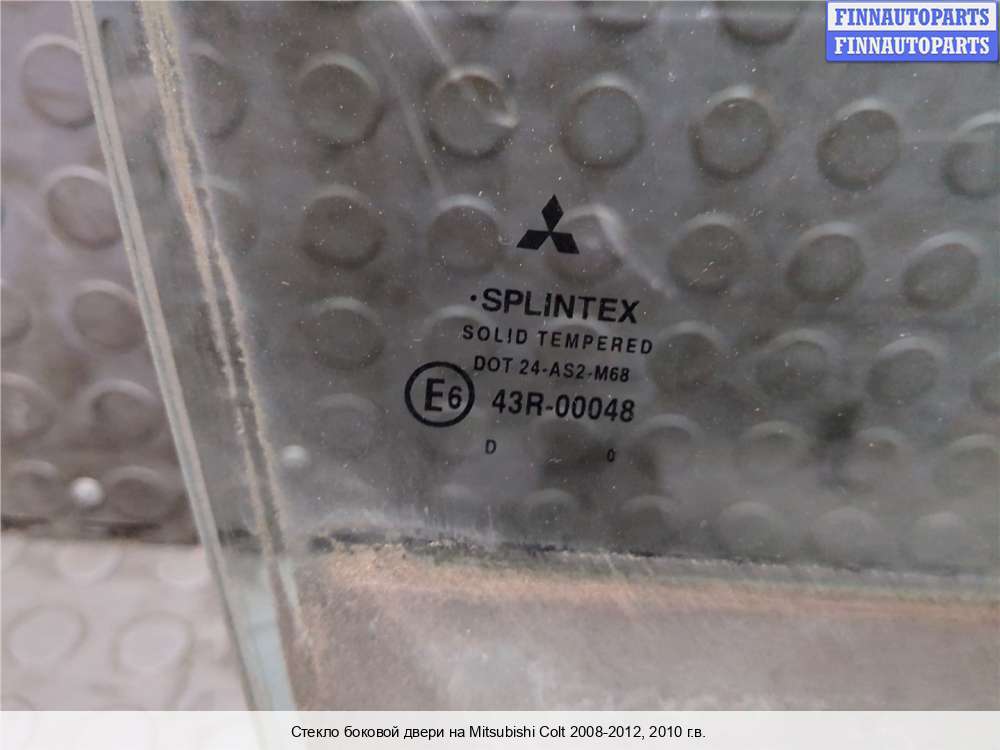 FINNAUTOPARTS
FINNAUTOPARTS
·SPLINTEX
SOLID TEMPERED
DOT 24-AS2-M68
E6 43R-00048
D 0
Стекло боковой двери на Mitsubishi Colt 2008-2012, 2010 г.в.